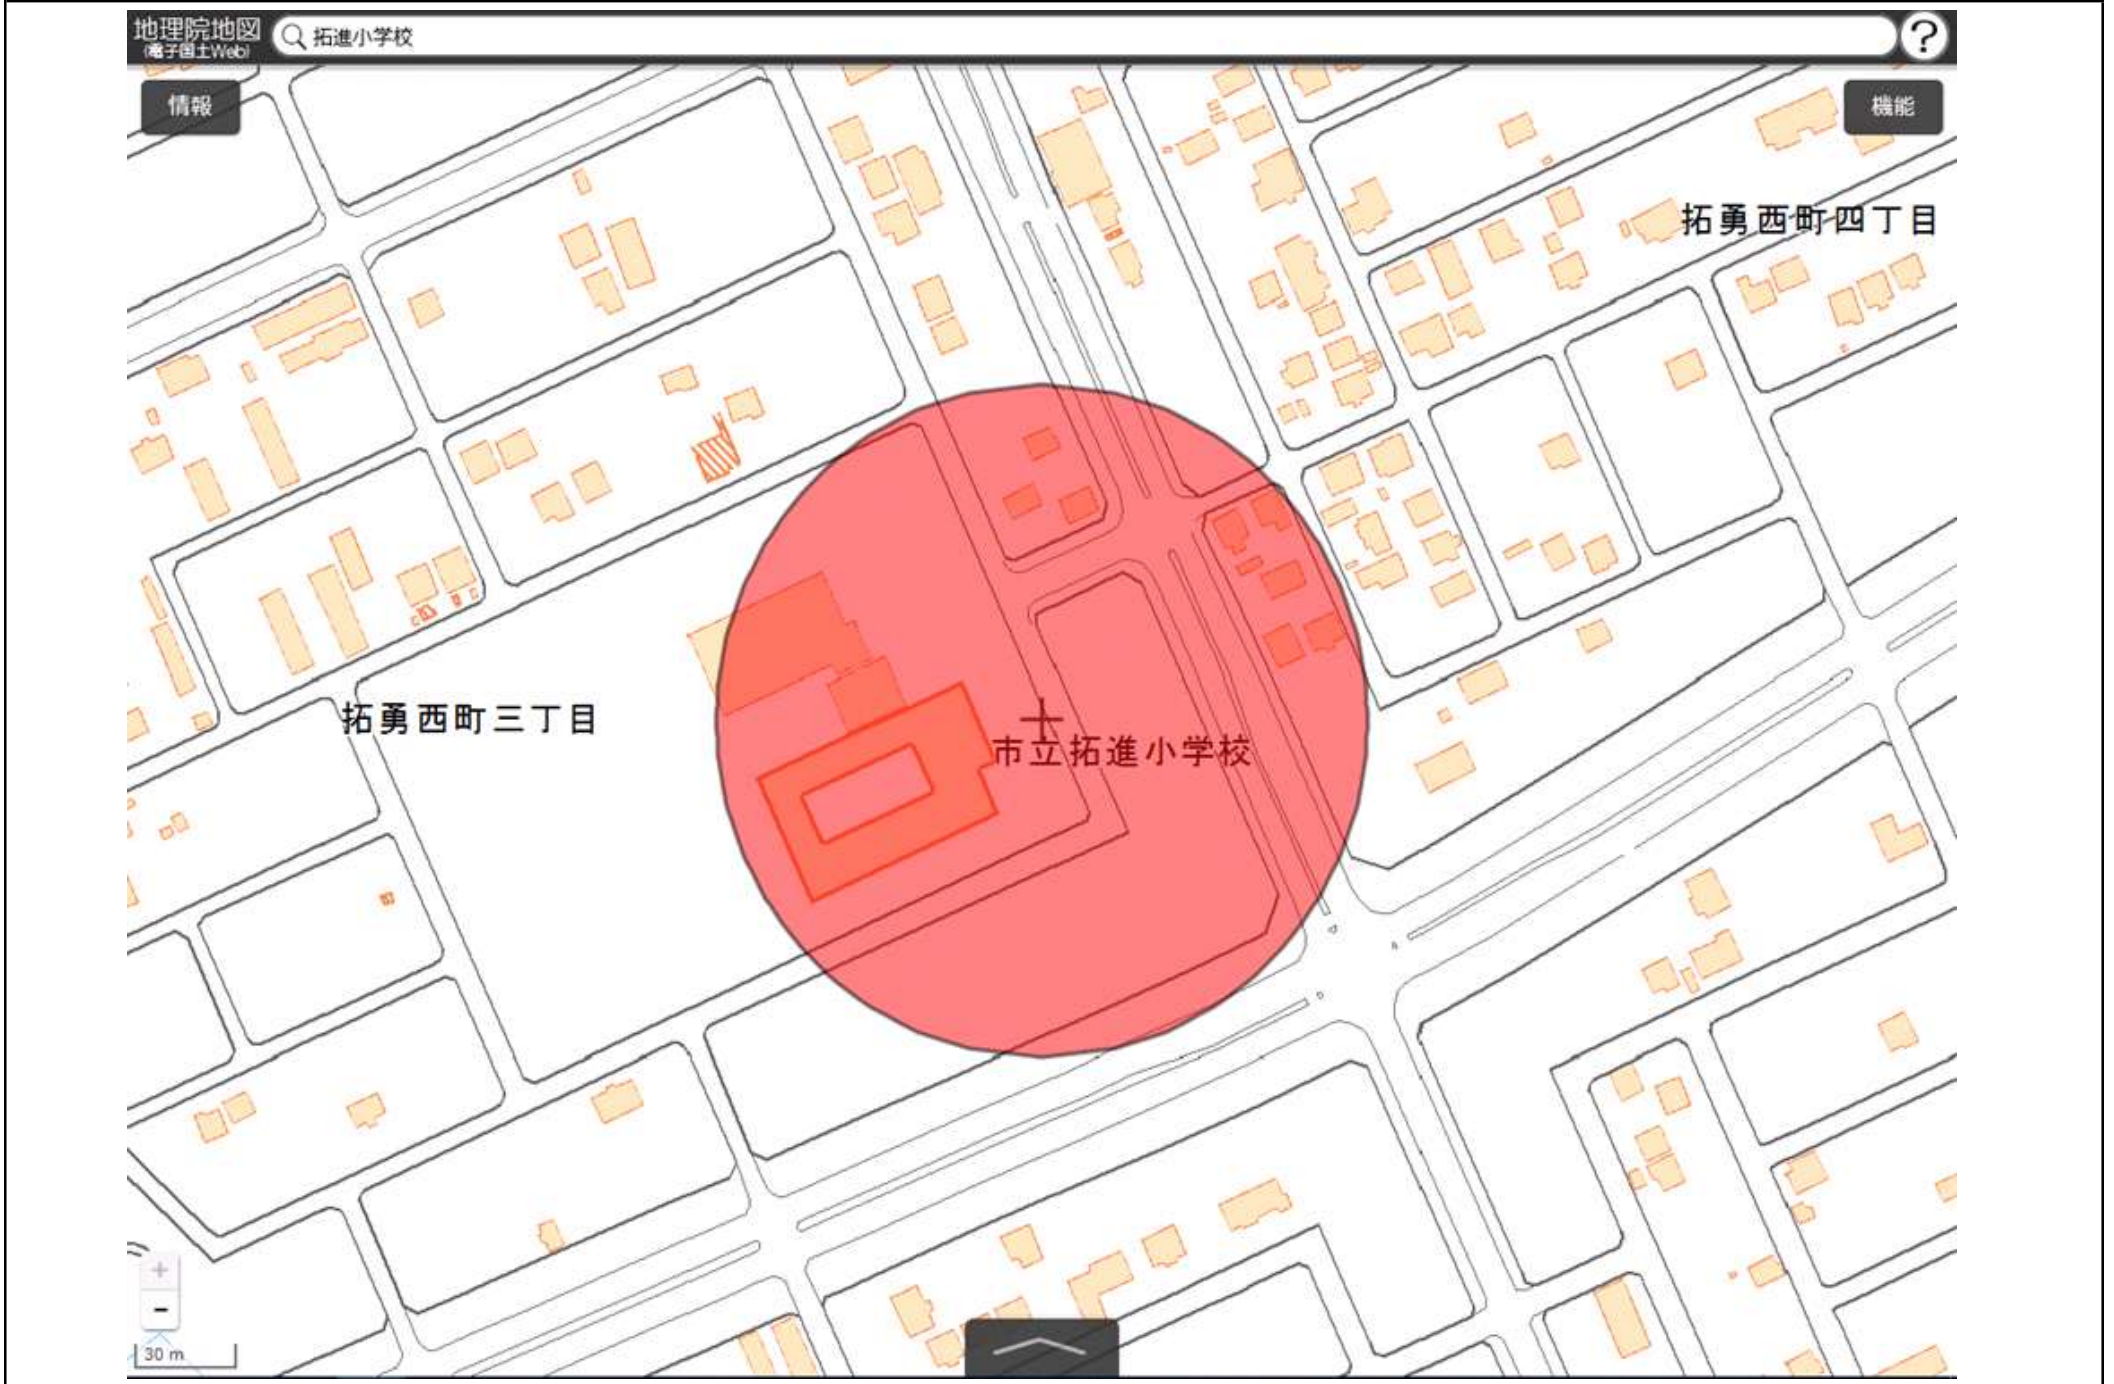 地理院地図
(電子国土Web)
拓進小学校
?
情報
機能
拓勇西町四丁目
拓勇西町三丁目
市立拓進小学校
+
-
30 m